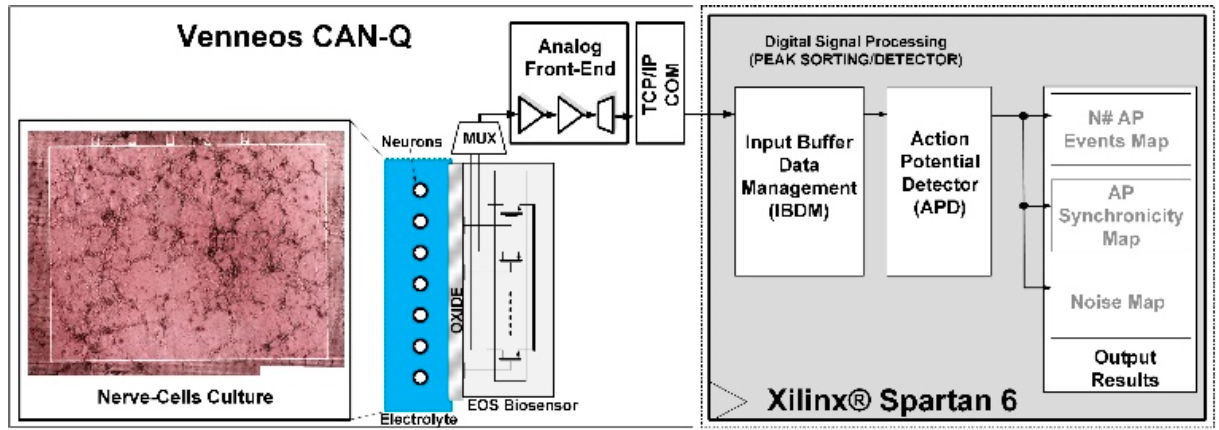 Venneos CAN-Q
Analog
Front-End
TCP/IP
COM
MUX
Neurons
OXIDE
Nerve-Cells Culture
Electrolyte
EOS Biosensor
Digital Signal Processing
(PEAK SORTING/DETECTOR)
Input Buffer
Data
Management
(IBDM)
Action
Potential
Detector
(APD)
N# AP
Events Map
AP
Synchronicity
Map
Noise Map
Output
Results
Xilinx® Spartan 6